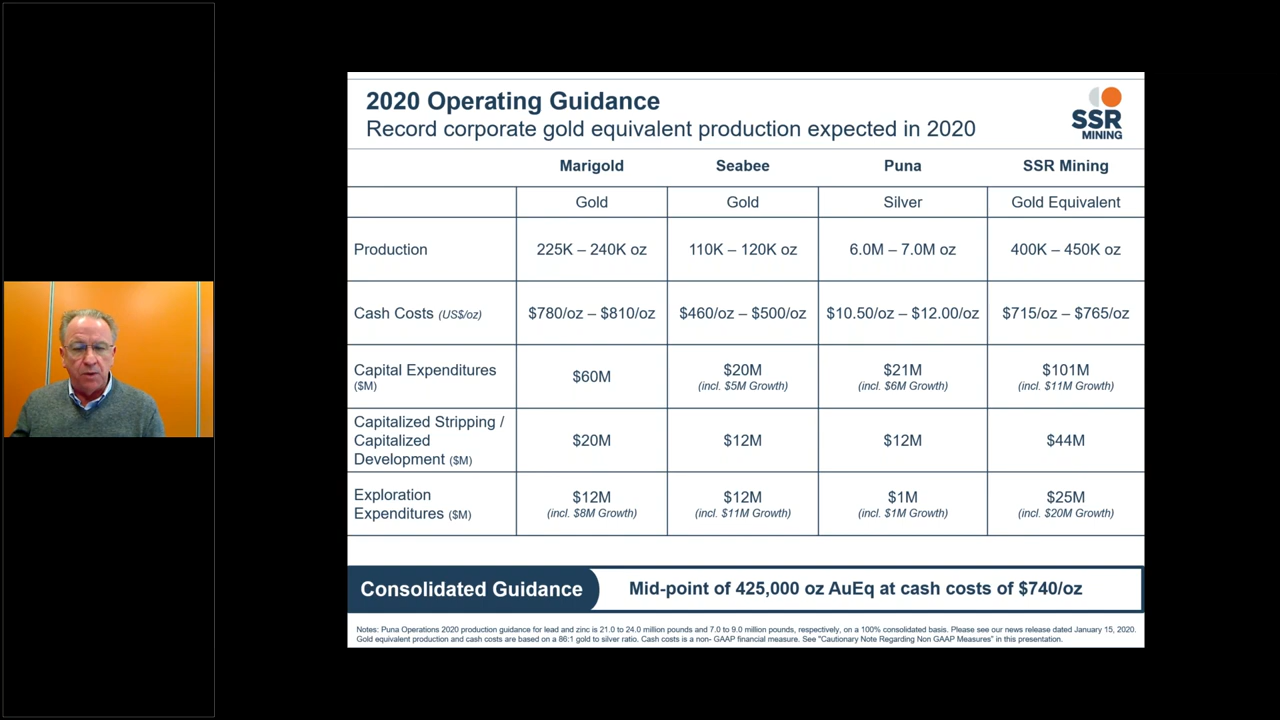 2020 Operating Guidance
Record corporate gold equivalent production expected in 2020
SSR
MINING
Marigold Seabee Puna SSR Mining
Gold Gold Silver Gold Equivalent
Production 225K – 240K oz 110K – 120K oz 6.0M – 7.0M oz 400K – 450K oz
Cash Costs (US$/oz) $780/oz – $810/oz $460/oz – $500/oz $10.50/oz – $12.00/oz $715/oz – $765/oz
Capital Expenditures
($M)
$60M
$20M
(incl. $5M Growth)
$21M
(incl. $6M Growth)
$101M
(incl. $11M Growth)
Capitalized Stripping /
Capitalized
Development ($M)
$20M $12M $12M $44M
Exploration
Expenditures ($M)
$12M
(incl. $8M Growth)
$12M
(incl. $11M Growth)
$1M
(incl. $1M Growth)
$25M
(incl. $20M Growth)
Consolidated Guidance Mid-point of 425,000 oz AuEq at cash costs of $740/oz
Notes: Puna Operations 2020 production guidance for lead and zinc is 21.0 to 24.0 million pounds and 7.0 to 9.0 million pounds, respectively, on a 100% consolidated basis. Please see our news release dated January 15, 2020.
Gold equivalent production and cash costs are based on a 86:1 gold to silver ratio. Cash costs is a non- GAAP financial measure. See "Cautionary Note Regarding Non GAAP Measures" in this presentation.